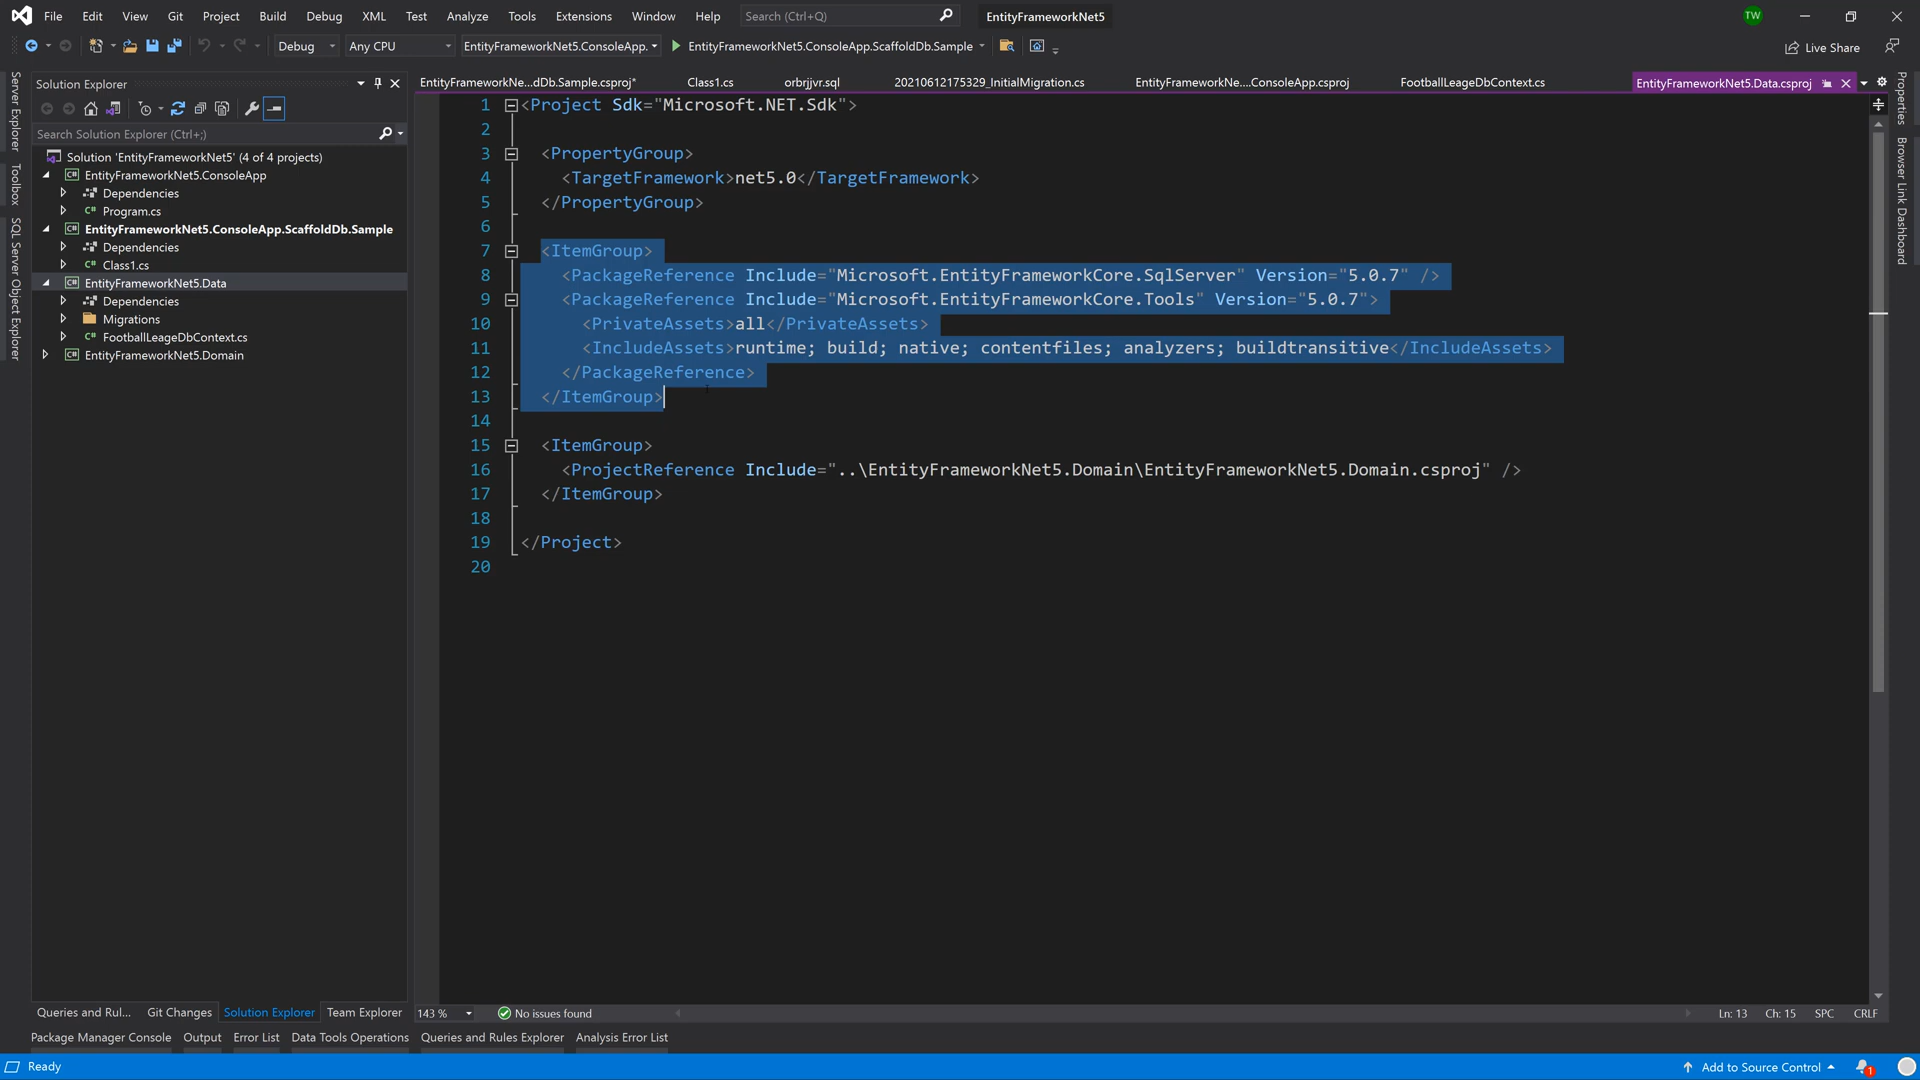 File Edit View Git Project Build Debug XML Test Analyze Tools Extensions Window Help Search (Ctrl+Q) EntityFrameworkNet5 TW
Debug Any CPU EntityFrameworkNet5.ConsoleApp. EntityFrameworkNet5.ConsoleApp.ScaffoldDb.Sample Live Share
Solution Explorer
Search Solution Explorer (Ctrl+;)
Solution 'EntityFrameworkNet5' (4 of 4 projects)
EntityFrameworkNet5.ConsoleApp
Dependencies
Program.cs
EntityFrameworkNet5.ConsoleApp.ScaffoldDb.Sample
Dependencies
Class1.cs
EntityFrameworkNet5.Data
Dependencies
Migrations
FootballLeageDbContext.cs
EntityFrameworkNet5.Domain
Server Explorer
Toolbox
SQL Server Object Explorer
EntityFrameworkNe...dDb.Sample.csproj* Class1.cs orbrjjvr.sql 20210612175329_InitialMigration.cs EntityFrameworkNe....ConsoleApp.csproj FootballLeageDbContext.cs EntityFrameworkNet5.Data.csproj
1 <Project Sdk="Microsoft.NET.Sdk">
2
3 <PropertyGroup>
4 <TargetFramework>net5.0</TargetFramework>
5 </PropertyGroup>
6
7 <ItemGroup>
8 <PackageReference Include="Microsoft.EntityFrameworkCore.SqlServer" Version="5.0.7" />
9 <PackageReference Include="Microsoft.EntityFrameworkCore.Tools" Version="5.0.7">
10 <PrivateAssets>all</PrivateAssets>
11 <IncludeAssets>runtime; build; native; contentfiles; analyzers; buildtransitive</IncludeAssets>
12 </PackageReference>
13 </ItemGroup>
14
15 <ItemGroup>
16 <ProjectReference Include="..\EntityFrameworkNet5.Domain\EntityFrameworkNet5.Domain.csproj" />
17 </ItemGroup>
18
19 </Project>
20
Properties
Browser Link Dashboard
Queries and Rul... Git Changes Solution Explorer Team Explorer
143 % No issues found Ln: 13 Ch: 15 SPC CRLF
Package Manager Console Output Error List Data Tools Operations Queries and Rules Explorer Analysis Error List
Ready Add to Source Control 1